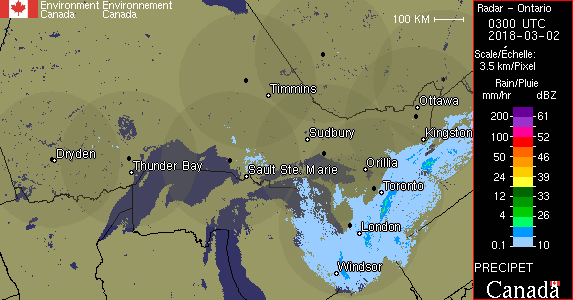 Environment Environnement
Canada Canada
100 KM
Timmins
Ottawa
Sudbury
Kingston
Dryden
Thunder Bay
Sault Ste. Marie
Orillia
Toronto
London
Windsor
Radar - Ontario
0300 UTC
2018-03-02
Scale/Échelle:
3.5 km/Pixel
Rain/Pluie
mm/hr dBZ
200 61
100 52
50 46
24 39
12 33
4 26
0.1 10
PRECIPET
Canada